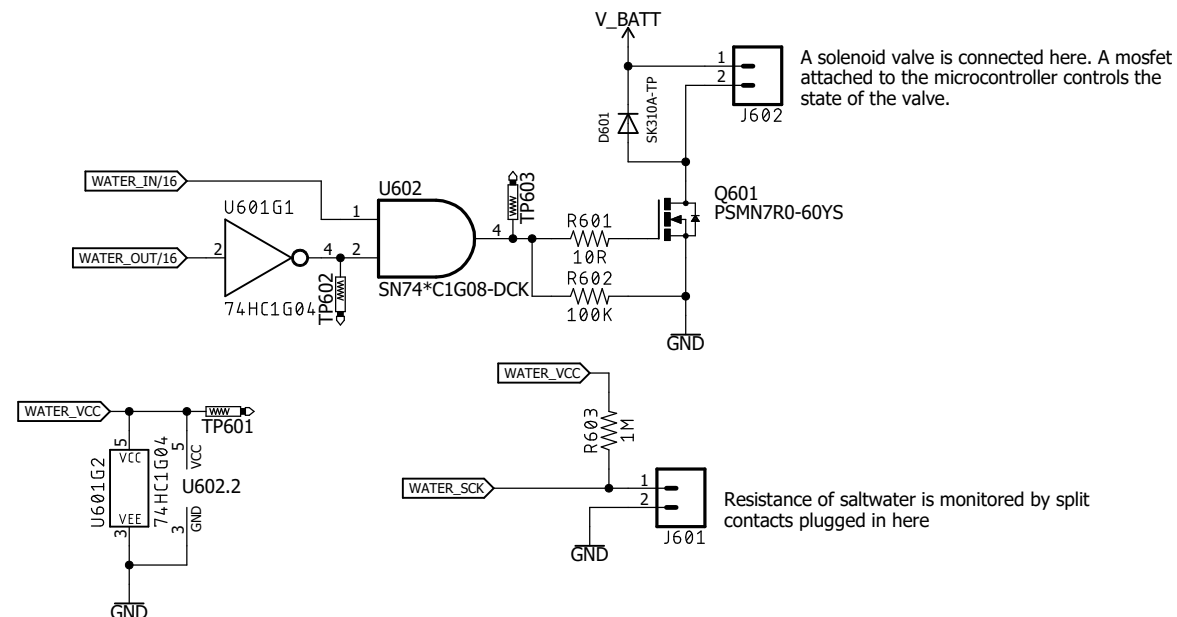 V_BATT
1
2
J602
A solenoid valve is connected here. A mosfet
attached to the microcontroller controls the
state of the valve.
D601
SK310A-TP
WATER_IN/16
U601G1
WATER_OUT/16
2
4
74HC1G04
TP602
U602
1
2
4
SN74*C1G08-DCK
TP603
R601
10R
R602
100K
Q601
PSMN7R0-60YS
GND
WATER_VCC
TP601
5
VCC
U601G2
74HC1G04
VEE
3
5
VCC
U602.2
3
GND
GND
WATER_VCC
R603
1M
WATER_SCK
1
2
J601
GND
Resistance of saltwater is monitored by split
contacts plugged in here